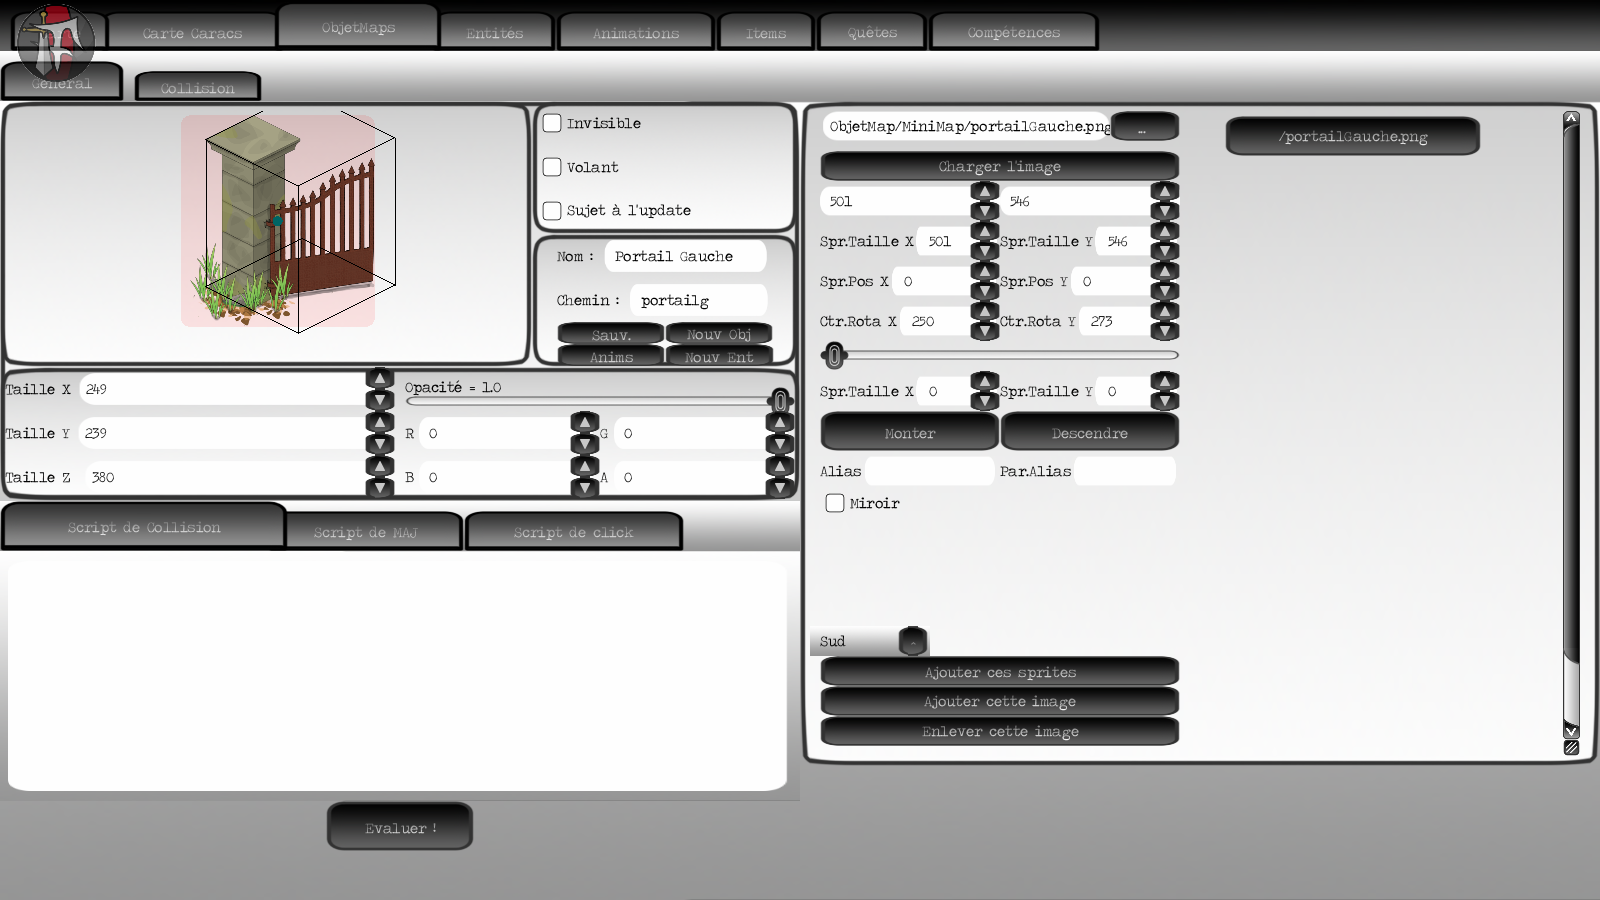 Carte Caracs
ObjetMaps
Entités
Animations
Items
Quêtes
Compétences
Général
Collision
Invisible
Volant
Sujet à l'update
Nom :
Portail Gauche
Chemin :
portailg
Sauv.
Nouv Obj
Anims
Nouv Ent
Taille X
249
Taille Y
239
Taille Z
380
Opacité = 1.0
R
0
G
0
B
0
A
0
Script de Collision
Script de MAJ
Script de click
Evaluer !
ObjetMap/MiniMap/portailGauche.png
...
Charger l'image
501
546
Spr.Taille X
501
Spr.Taille Y
546
Spr.Pos X
0
Spr.Pos Y
0
Ctr.Rota X
250
Ctr.Rota Y
273
Spr.Taille X
0
Spr.Taille Y
0
Monter
Descendre
Alias
Par.Alias
Miroir
Sud
Ajouter ces sprites
Ajouter cette image
Enlever cette image
/portailGauche.png